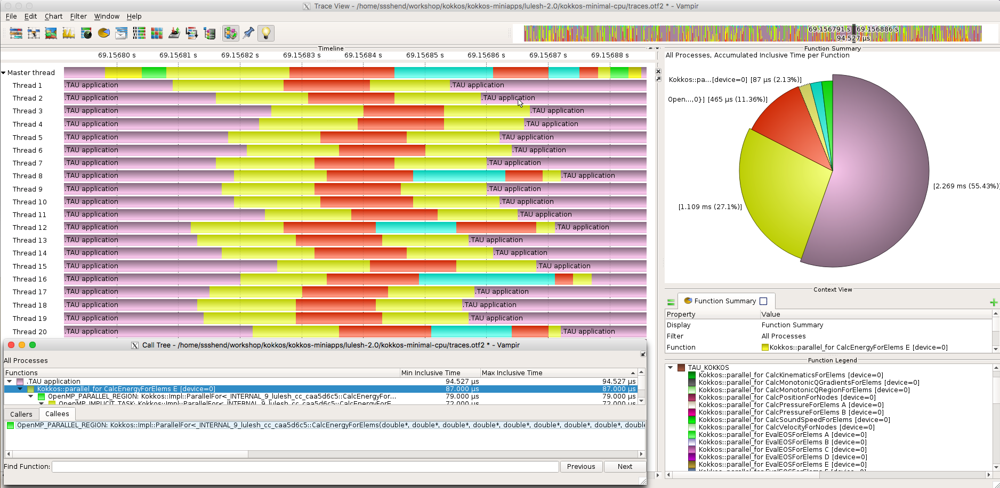 Trace View - /home/ssshend/workshop/kokkos/kokkos-miniapps/lulesh-2.0/kokkos-minimal-cpu/traces.otf2 * - Vampir
File Edit Chart Filter Window Help
69.156791 s 69.156886 s
94.527 µs
Timeline
69.15680 s 69.15681 s 69.15682 s 69.15683 s 69.15684 s 69.15685 s 69.15686 s 69.15687 s 69.15688 s
Master thread
Thread 1 .TAU application .TAU application
Thread 2 .TAU application .TAU application
Thread 3 .TAU application .TAU application
Thread 4 .TAU application .TAU application
Thread 5 .TAU application .TAU application
Thread 6 .TAU application .TAU application
Thread 7 .TAU application .TAU application
Thread 8 .TAU application .TAU application
Thread 9 .TAU application .TAU application
Thread 10 .TAU application .TAU application
Thread 11 .TAU application .TAU application
Thread 12 .TAU application .TAU application
Thread 13 .TAU application .TAU application
Thread 14 .TAU application .TAU application
Thread 15 .TAU application .TAU application
Thread 16 .TAU application
Thread 17 .TAU application .TAU application
Thread 18 .TAU application .TAU application
Thread 19 .TAU application .TAU application
Thread 20 .TAU application .TAU application
Function Summary
All Processes, Accumulated Inclusive Time per Function
Kokkos::pa...[device=0] [87 µs (2.13%)]
Open...,0}] [465 µs (11.36%)]
[2.269 ms (55.43%)]
[1.109 ms (27.1%)]
Context View
Function Summary
Property Value
Display Function Summary
Filter All Processes
Function Kokkos::parallel_for CalcEnergyForElems E [device=0]
Function Legend
TAU_KOKKOS
Kokkos::parallel_for CalcKinematicsForElems [device=0]
Kokkos::parallel_for CalcMonotonicQGradientsForElems [device=0]
Kokkos::parallel_for CalcMonotonicQRegionForElems [device=0]
Kokkos::parallel_for CalcPositionForNodes [device=0]
Kokkos::parallel_for CalcPressureForElems A [device=0]
Kokkos::parallel_for CalcPressureForElems B [device=0]
Kokkos::parallel_for CalcSoundSpeedForElems [device=0]
Kokkos::parallel_for CalcVelocityForNodes [device=0]
Kokkos::parallel_for EvalEOSForElems A [device=0]
Kokkos::parallel_for EvalEOSForElems B [device=0]
Kokkos::parallel_for EvalEOSForElems C [device=0]
Kokkos::parallel_for EvalEOSForElems D [device=0]
Kokkos::parallel_for EvalEOSForElems E [device=0]
Call Tree - /home/ssshend/workshop/kokkos/kokkos-miniapps/lulesh-2.0/kokkos-minimal-cpu/traces.otf2 * - Vampir
All Processes
Functions Min Inclusive Time Max Inclusive Time
.TAU application 94.527 µs 94.527 µs
Kokkos::parallel_for CalcEnergyForElems E [device=0] 87.000 µs 87.000 µs
OpenMP_PARALLEL_REGION: Kokkos::Impl::ParallelFor<_INTERNAL_9_lulesh_cc_caa5d6c5::CalcEnergyFor... 79.000 µs 79.000 µs
OpenMP_IMPLICIT_TASK: Kokkos::Impl::ParallelFor<_INTERNAL_9_lulesh_cc_caa5d6c5::CalcEnergyForE... 72.000 µs 72.000 µs
Callers Callees
OpenMP_PARALLEL_REGION: Kokkos::Impl::ParallelFor<_INTERNAL_9_lulesh_cc_caa5d6c5::CalcEnergyForElems(double*, double*, double*, double*, double*, double*, double*, double*, double
Find Function: Previous Next